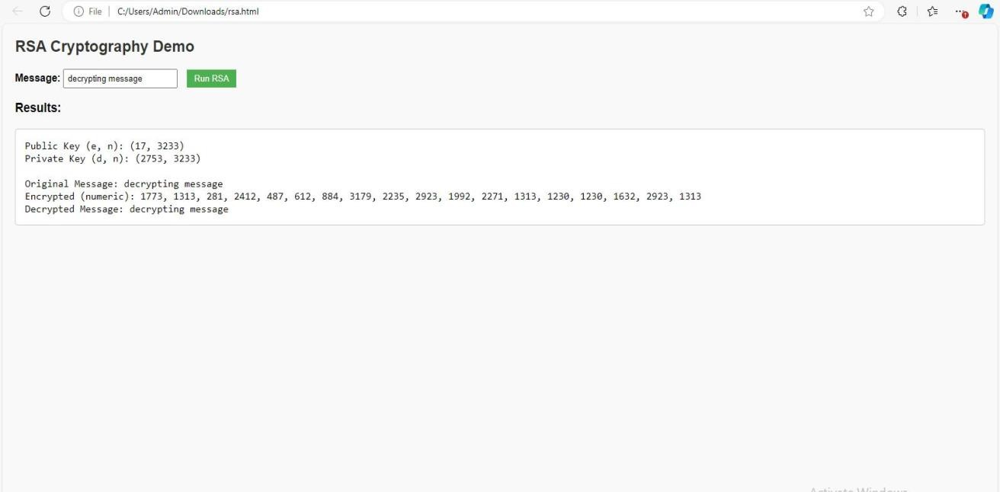 File C:/Users/Admin/Downloads/rsa.html
RSA Cryptography Demo
Message: decrypting message Run RSA
Results:
Public Key (e, n): (17, 3233)
Private Key (d, n): (2753, 3233)
Original Message: decrypting message
Encrypted (numeric): 1773, 1313, 281, 2412, 487, 612, 884, 3179, 2235, 2923, 1992, 2271, 1313, 1230, 1230, 1632, 2923, 1313
Decrypted Message: decrypting message
Activate Windows